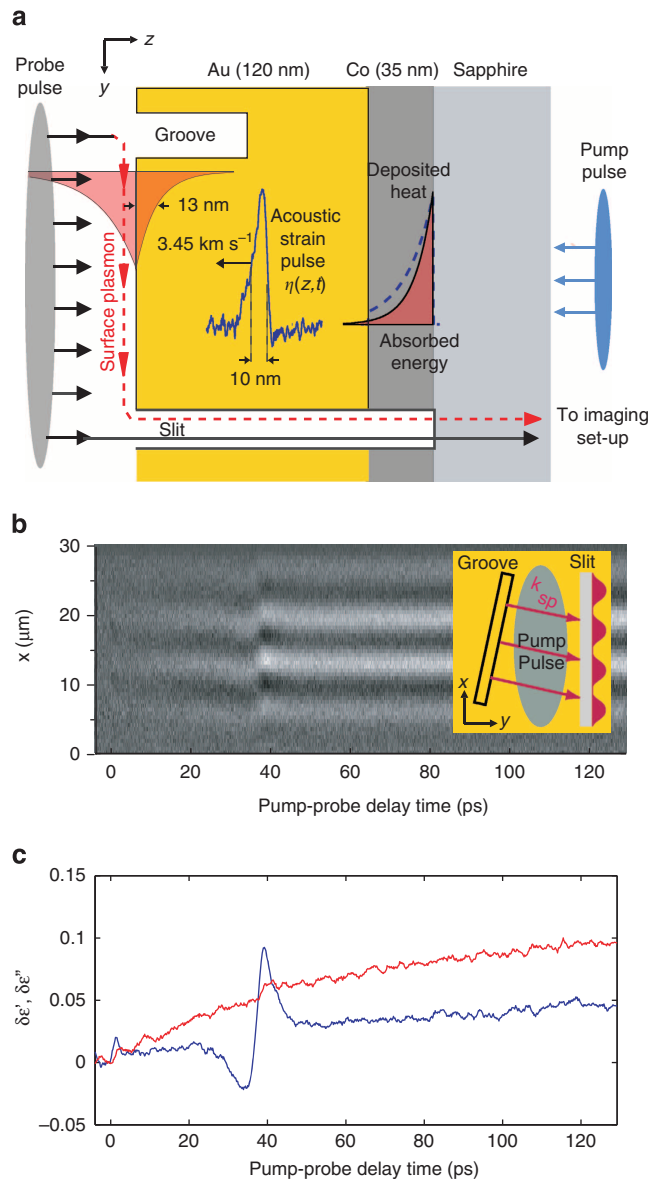 a
z
y
Probe
pulse
Au (120 nm)
Co (35 nm)
Sapphire
Groove
Pump
pulse
Deposited
heat
13 nm
Acoustic
strain
pulse
η(z,t)
3.45 km s⁻¹
Surface plasmon
Absorbed
energy
10 nm
To imaging
set-up
Slit
b
30
20
10
0
x (μm)
Groove
Slit
k sp
Pump
Pulse
x
y
0
20
40
60
80
100
120
Pump-probe delay time (ps)
c
0.15
0.1
0.05
0
−0.05
δε′, δε″
0
20
40
60
80
100
120
Pump-probe delay time (ps)